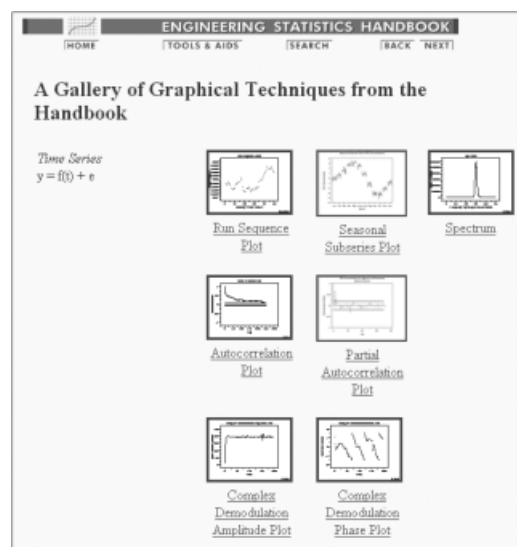 ENGINEERING STATISTICS HANDBOOK
HOME TOOLS & AIDS SEARCH BACK NEXT
A Gallery of Graphical Techniques from the
Handbook
Time Series
y = f(t) + e
Run Sequence
Plot
Seasonal
Subseries Plot
Spectrum
Autocorrelation
Plot
Partial
Autocorrelation
Plot
Complex
Demodulation
Amplitude Plot
Complex
Demodulation
Phase Plot